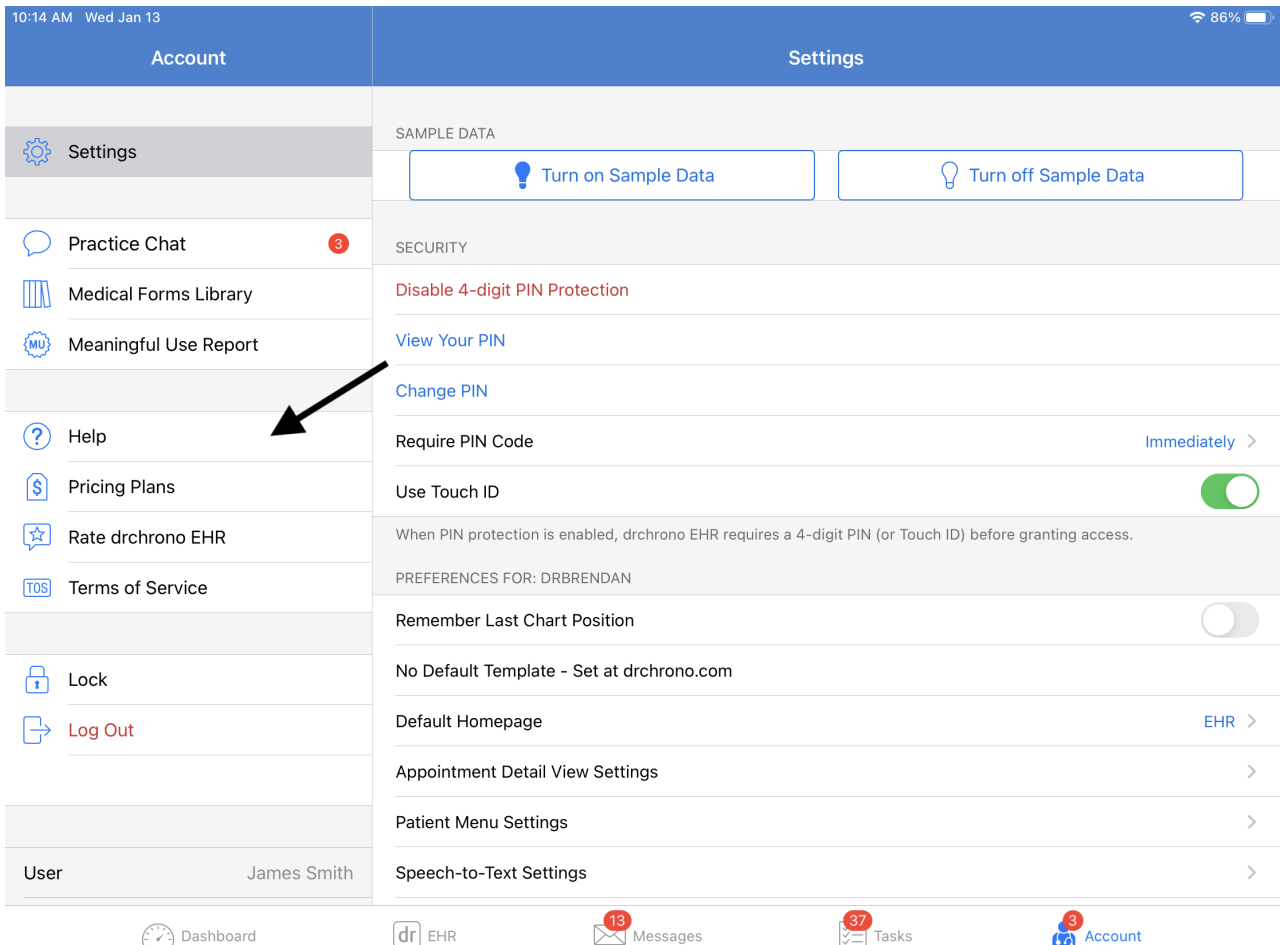 10:14 AM Wed Jan 13
86%
Account
Settings
Settings
Practice Chat
3
Medical Forms Library
MU
Meaningful Use Report
?
Help
$
Pricing Plans
Rate drchrono EHR
TOS
Terms of Service
Lock
Log Out
User
James Smith
SAMPLE DATA
Turn on Sample Data
Turn off Sample Data
SECURITY
Disable 4-digit PIN Protection
View Your PIN
Change PIN
Require PIN Code
Immediately
Use Touch ID
When PIN protection is enabled, drchrono EHR requires a 4-digit PIN (or Touch ID) before granting access.
PREFERENCES FOR: DRBRENDAN
Remember Last Chart Position
No Default Template - Set at drchrono.com
Default Homepage
EHR
Appointment Detail View Settings
Patient Menu Settings
Speech-to-Text Settings
Dashboard
dr
EHR
13
Messages
37
Tasks
3
Account